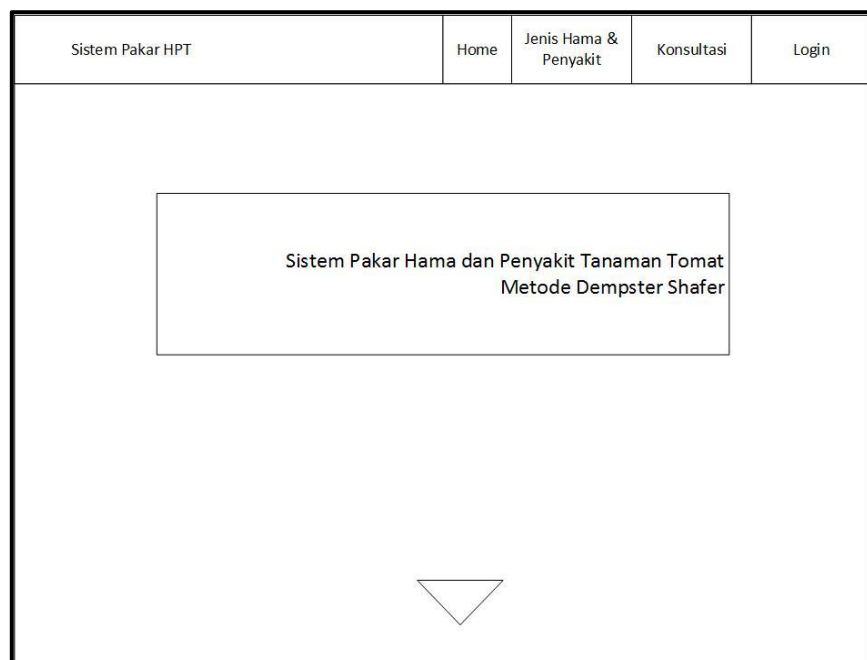 Sistem Pakar HPT
Home
Jenis Hama &
Penyakit
Konsultasi
Login
Sistem Pakar Hama dan Penyakit Tanaman Tomat
Metode Dempster Shafer